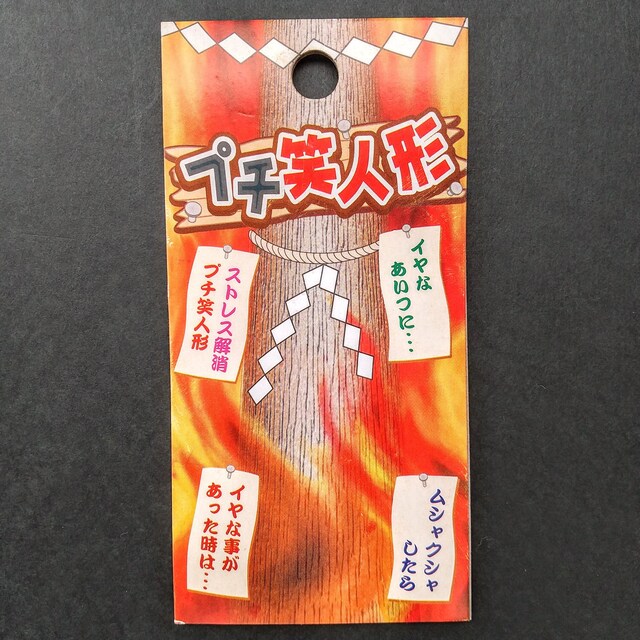 プチ笑人形
イヤな
あいつに…
ストレス解消
プチ笑人形
ムシャクシャ
したら
イヤな事が
あった時は…